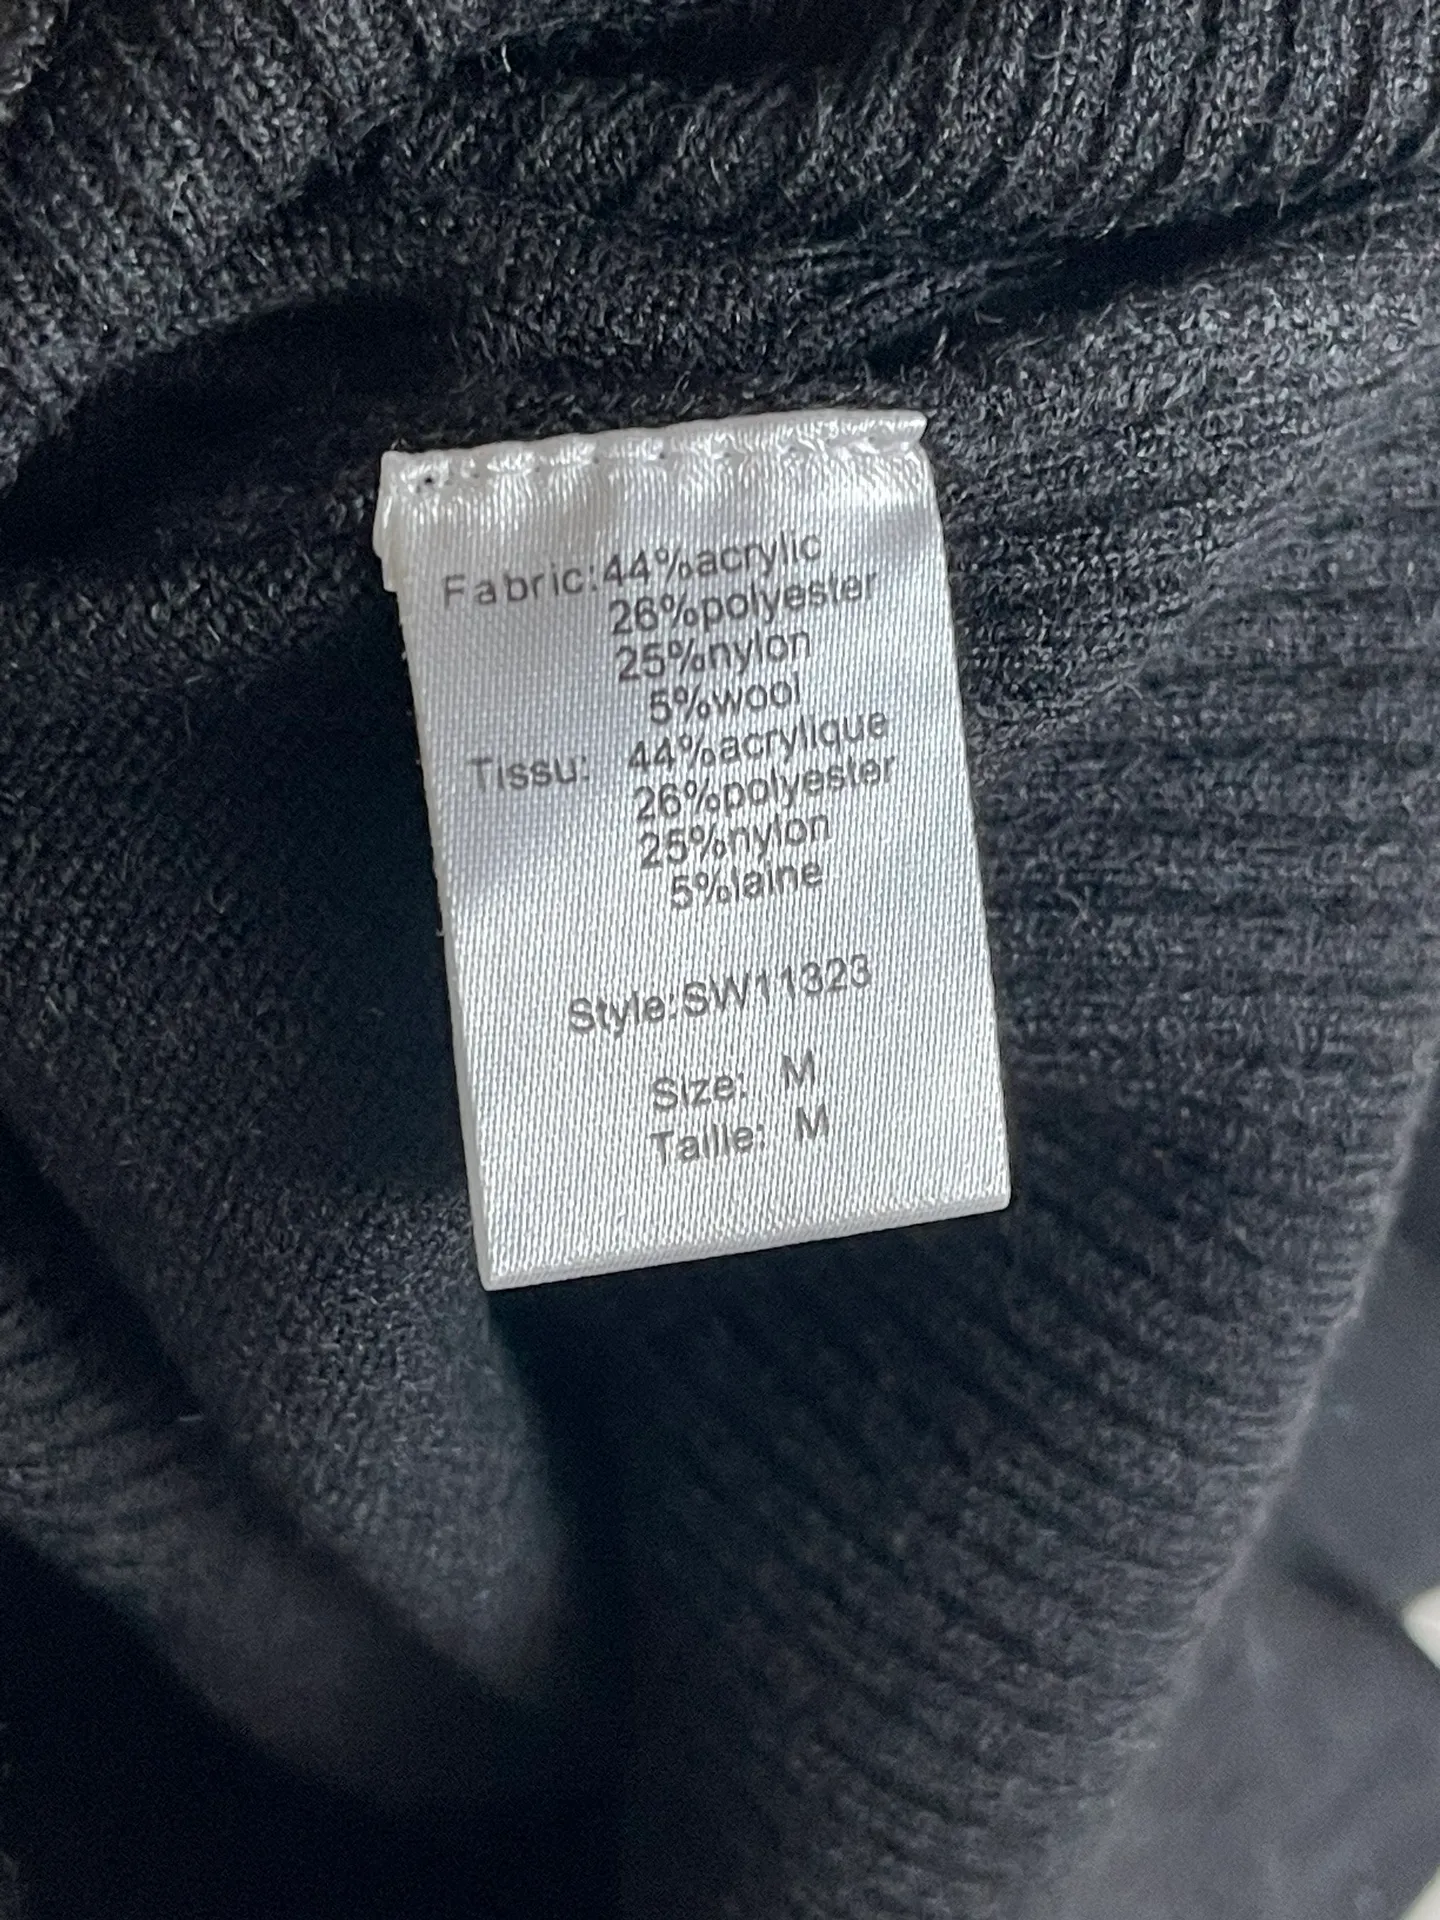 Fabric:44%acrylic
26%polyester
25%nylon
5%wool
Tissu: 44%acrylique
26%polyester
25%nylon
5%laine
Style:SW11323
Size: M
Taille: M